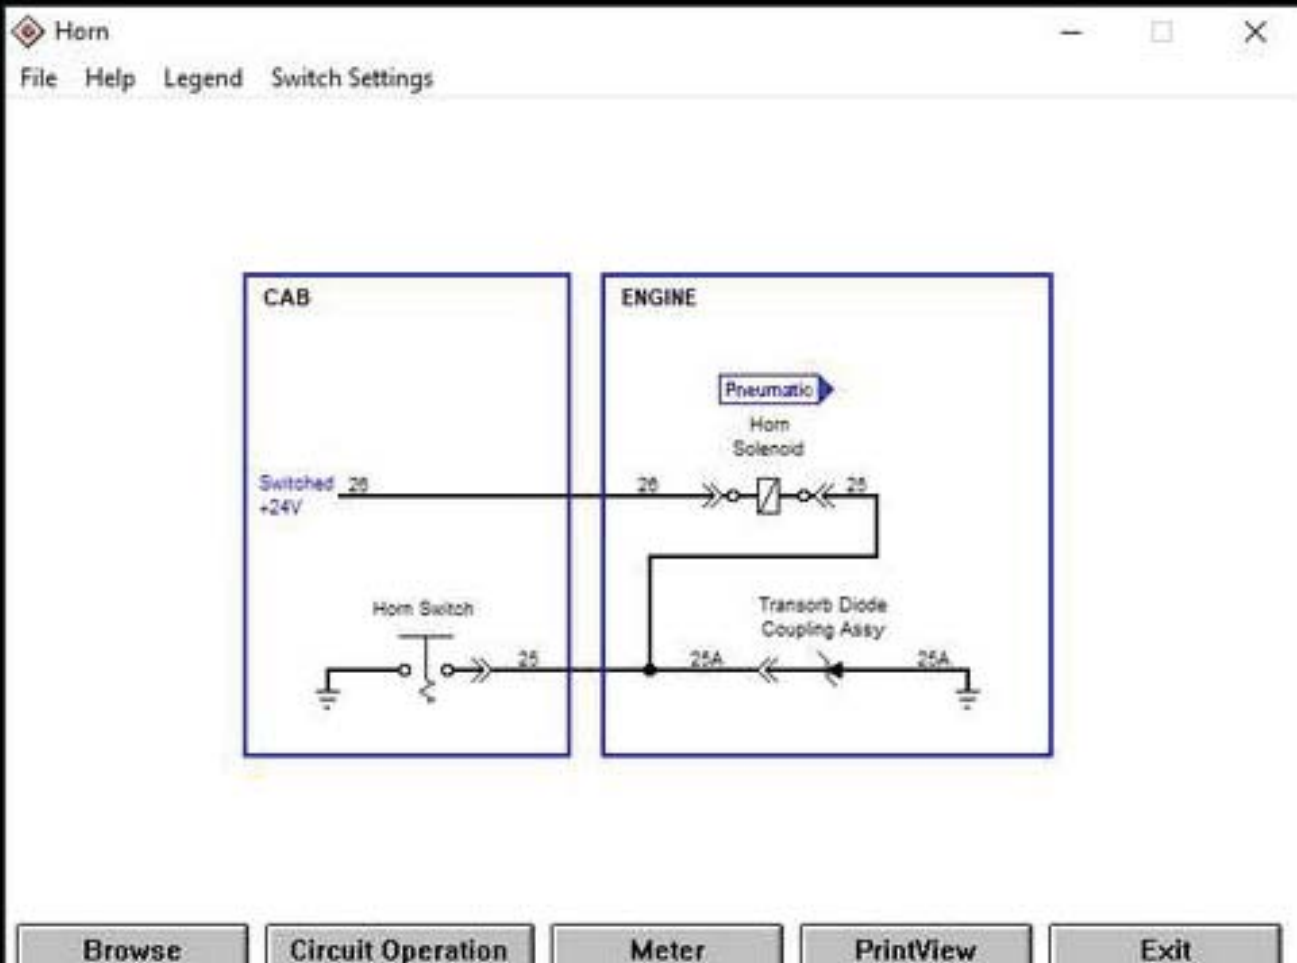 Horn
File Help Legend Switch Settings
CAB
ENGINE
Pneumatic
Horn
Solenoid
Switched 26
+24V
26
25
Horn Switch
Transorb Diode
Coupling Assy
25
25A
25A
Browse
Circuit Operation
Meter
PrintView
Exit